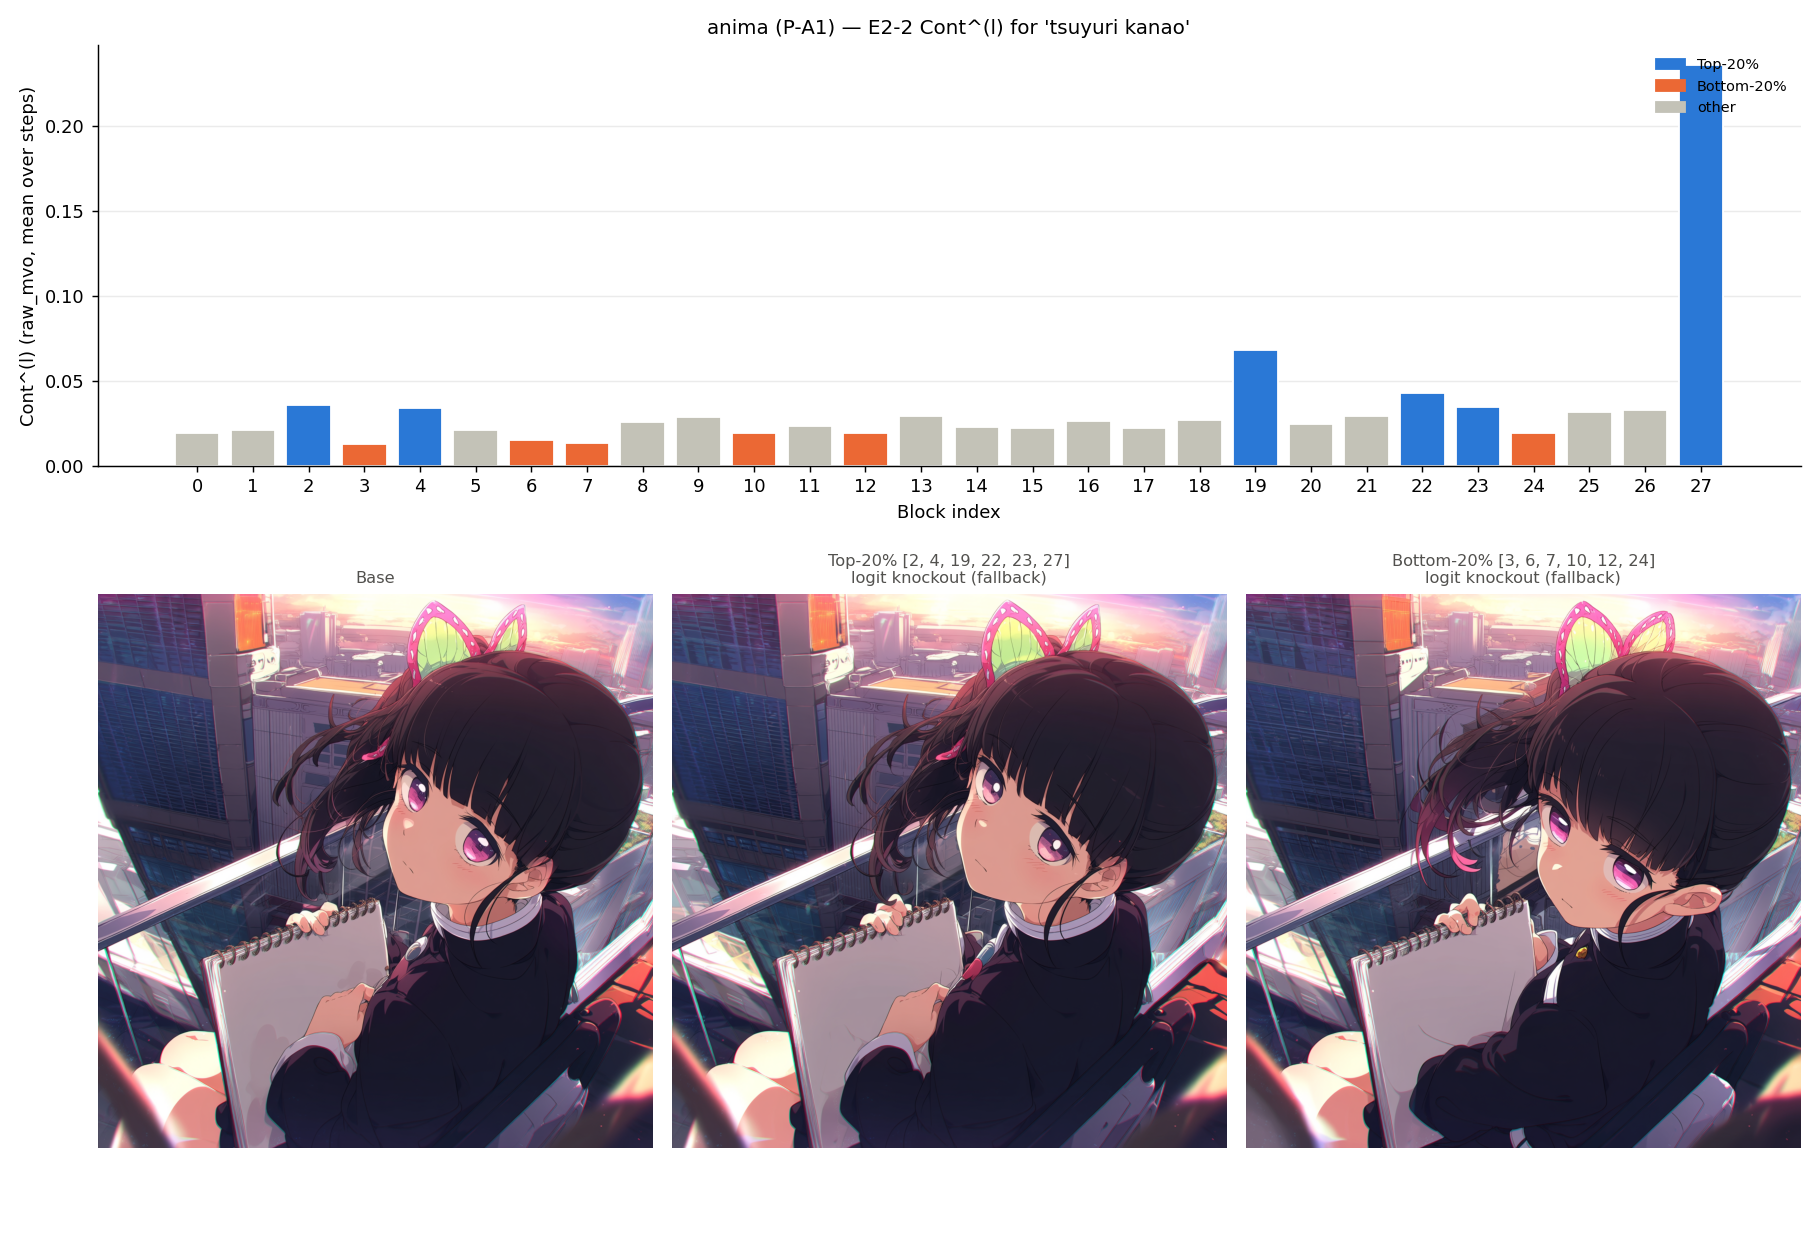 anima (P-A1) — E2-2 Cont^(l) for 'tsuyuri kanao'
Cont^(l) (raw_mvo, mean over steps)
0.20
0.15
0.10
0.05
0.00
Top-20%
Bottom-20%
other
0 1 2 3 4 5 6 7 8 9 10 11 12 13 14 15 16 17 18 19 20 21 22 23 24 25 26 27
Block index
Base
Top-20% [2, 4, 19, 22, 23, 27]
logit knockout (fallback)
Bottom-20% [3, 6, 7, 10, 12, 24]
logit knockout (fallback)